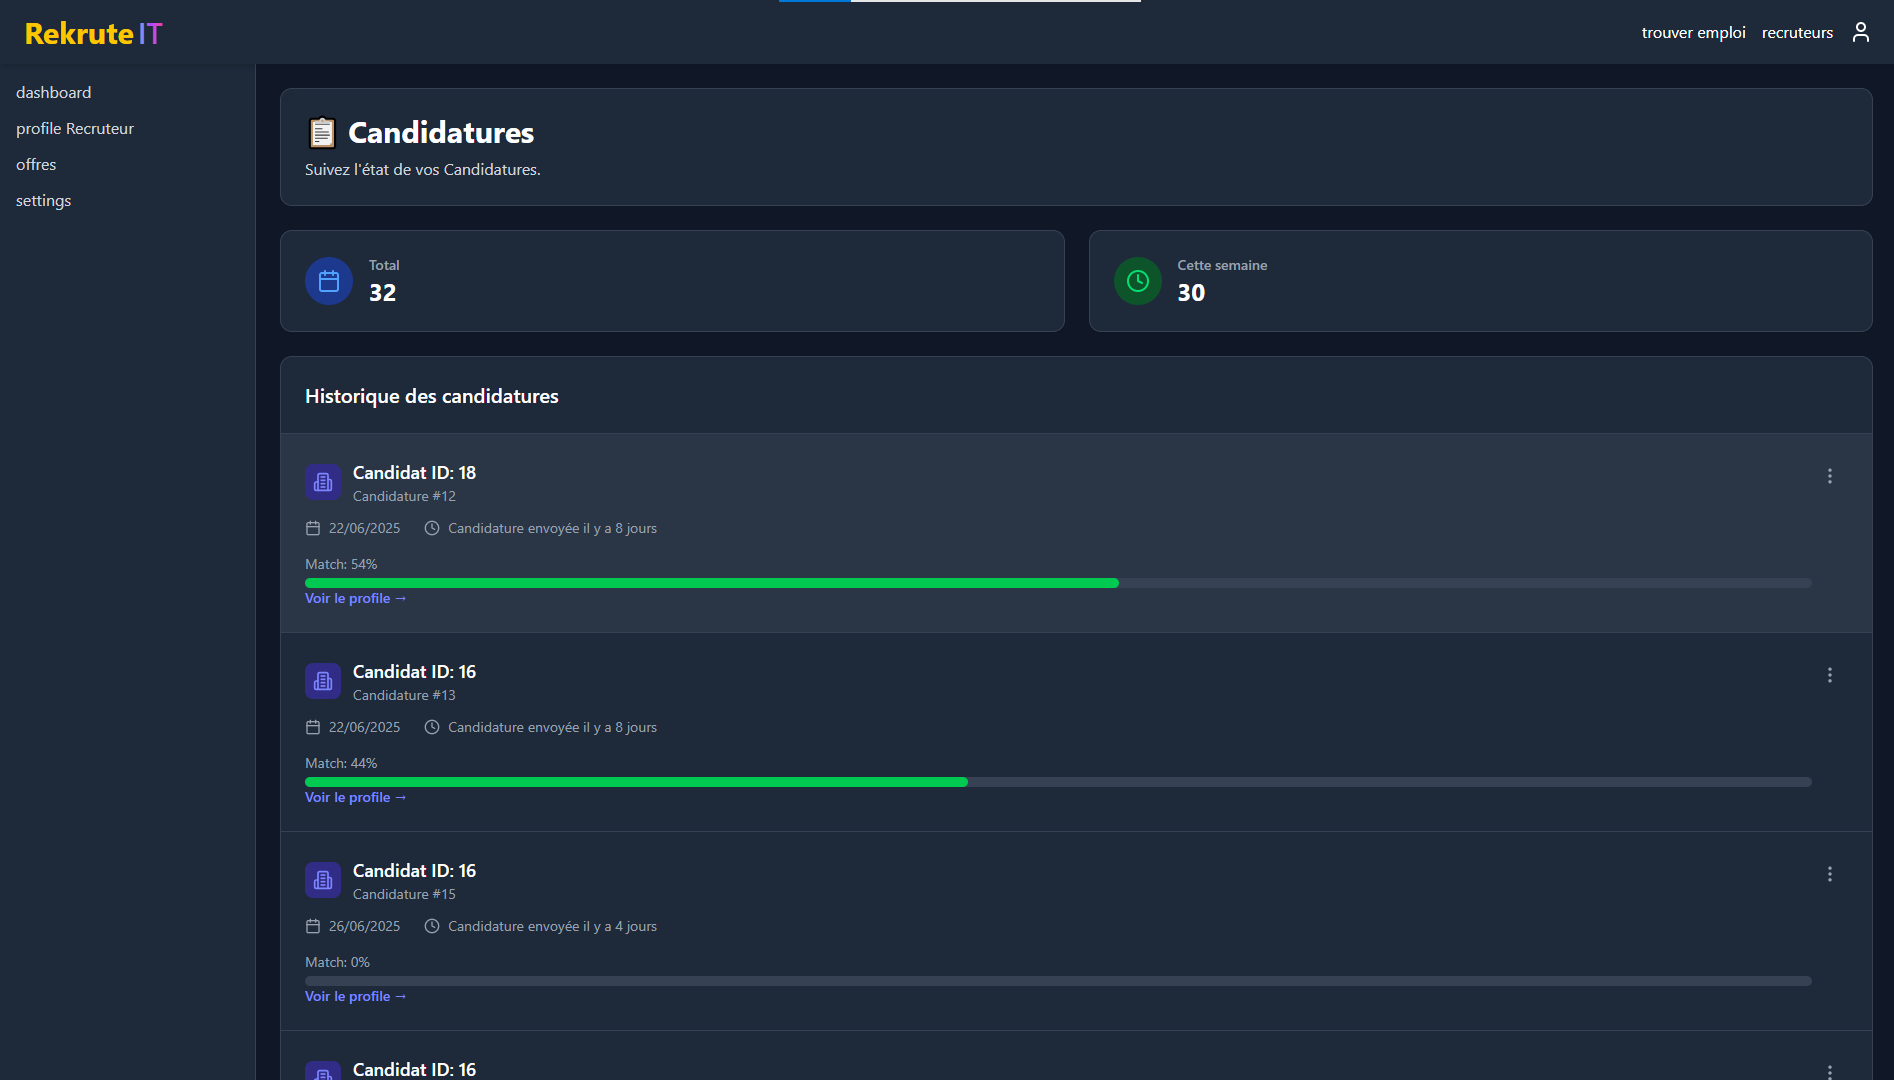 Rekrute IT
trouver emploi recruteurs
dashboard
profile Recruteur
offres
settings
Candidatures
Suivez l'état de vos Candidatures.
Total
32
Cette semaine
30
Historique des candidatures
Candidat ID: 18
Candidature #12
22/06/2025 Candidature envoyée il y a 8 jours
Match: 54%
Voir le profile →
Candidat ID: 16
Candidature #13
22/06/2025 Candidature envoyée il y a 8 jours
Match: 44%
Voir le profile →
Candidat ID: 16
Candidature #15
26/06/2025 Candidature envoyée il y a 4 jours
Match: 0%
Voir le profile →
Candidat ID: 16